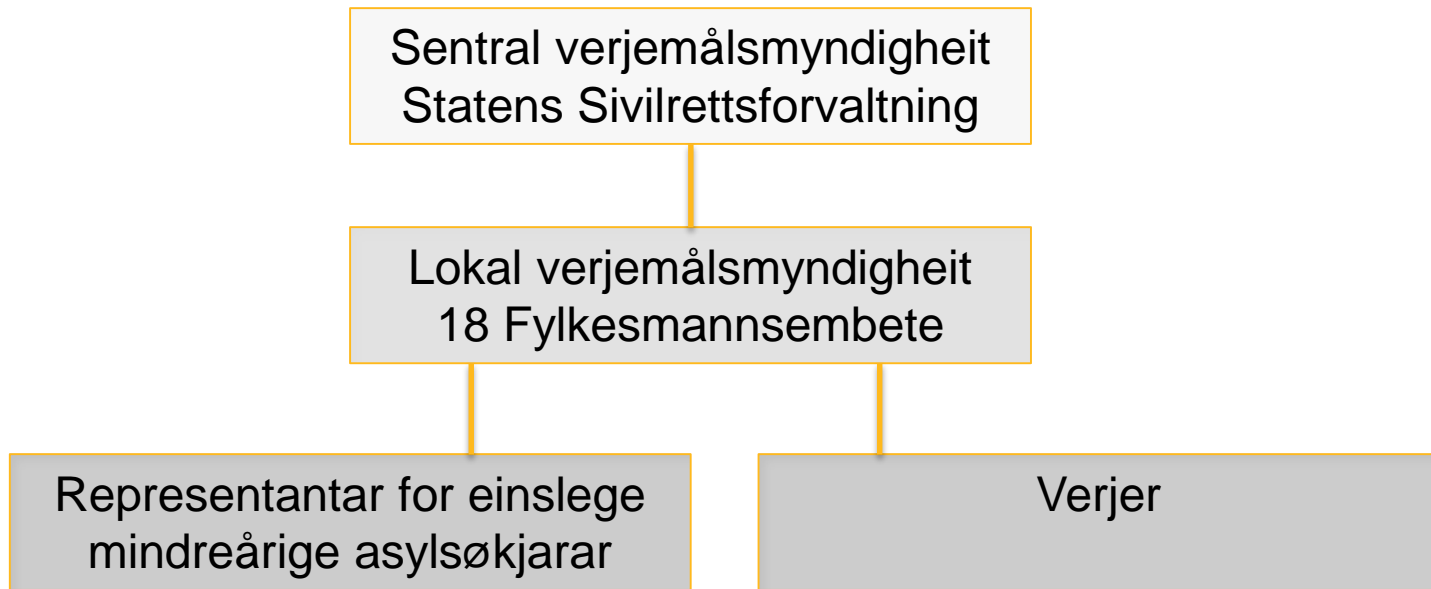 Sentral verjemålsmyndigheit
Statens Sivilrettsforvaltning
Lokal verjemålsmyndigheit
18 Fylkesmannsembete
Representantar for einslege
mindreårige asylsøkjarar
Verjer